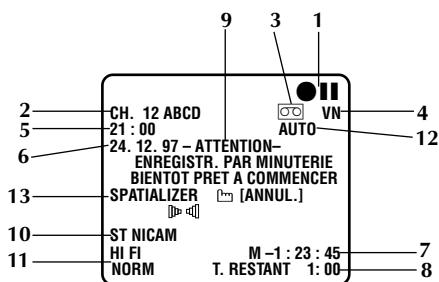 9
3
1
2
CH. 12 ABCD
VN
4
5
21 : 00
AUTO
12
6
24. 12. 97 – ATTENTION–
ENREGISTR. PAR MINUTERIE
BIENTOT PRET A COMMENCER
13
SPATIALIZER [ANNUL.]
10
ST NICAM
11
HI FI
M –1 : 23 : 45
7
NORM
T. RESTANT 1: 00
8